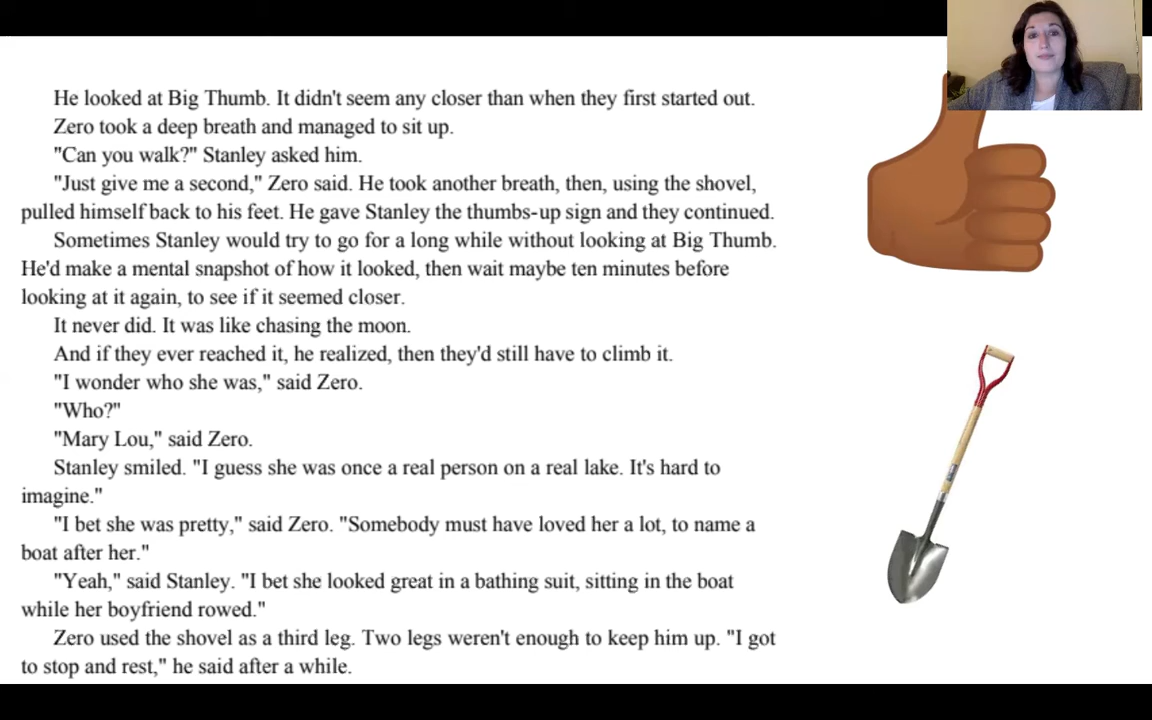 He looked at Big Thumb. It didn't seem any closer than when they first started out.
Zero took a deep breath and managed to sit up.
"Can you walk?" Stanley asked him.
"Just give me a second," Zero said. He took another breath, then, using the shovel,
pulled himself back to his feet. He gave Stanley the thumbs-up sign and they continued.
Sometimes Stanley would try to go for a long while without looking at Big Thumb.
He'd make a mental snapshot of how it looked, then wait maybe ten minutes before
looking at it again, to see if it seemed closer.
It never did. It was like chasing the moon.
And if they ever reached it, he realized, then they'd still have to climb it.
"I wonder who she was," said Zero.
"Who?"
"Mary Lou," said Zero.
Stanley smiled. "I guess she was once a real person on a real lake. It's hard to
imagine."
"I bet she was pretty," said Zero. "Somebody must have loved her a lot, to name a
boat after her."
"Yeah," said Stanley. "I bet she looked great in a bathing suit, sitting in the boat
while her boyfriend rowed."
Zero used the shovel as a third leg. Two legs weren't enough to keep him up. "I got
to stop and rest," he said after a while.